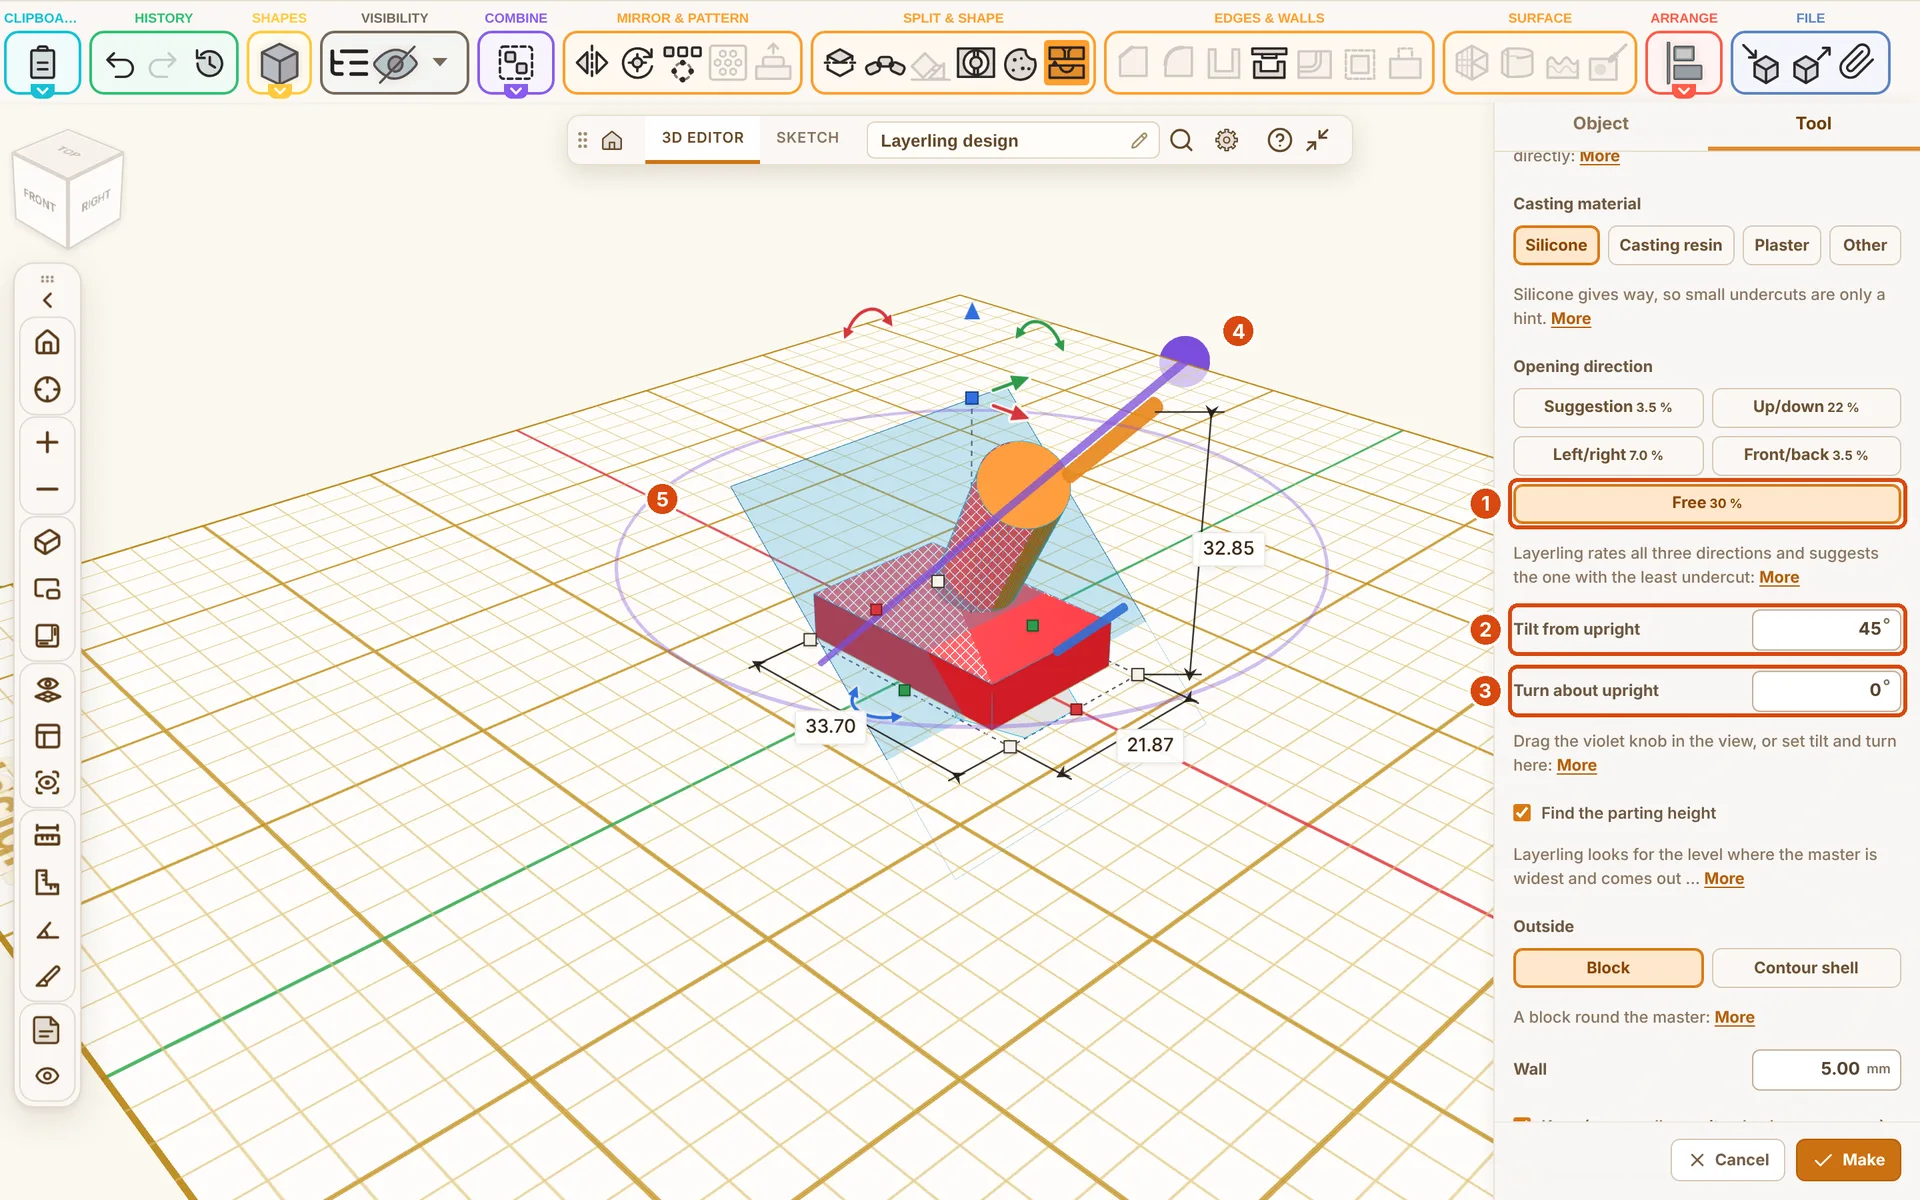 CLIPBOA...
HISTORY
SHAPES
VISIBILITY
COMBINE
MIRROR & PATTERN
SPLIT & SHAPE
EDGES & WALLS
SURFACE
ARRANGE
FILE
3D EDITOR
SKETCH
Layerling design
Object
Tool
TOP
FRONT
RIGHT
directly: More
Casting material
Silicone
Casting resin
Plaster
Other
Silicone gives way, so small undercuts are only a
hint. More
Opening direction
Suggestion 3.5 %
Up/down 22 %
Left/right 7.0 %
Front/back 3.5 %
1
Free 30 %
Layerling rates all three directions and suggests
the one with the least undercut: More
2
Tilt from upright
45°
3
Turn about upright
0°
Drag the violet knob in the view, or set tilt and turn
here: More
Find the parting height
Layerling looks for the level where the master is
widest and comes out ... More
Outside
Block
Contour shell
A block round the master: More
Wall
5.00 mm
Cancel
Make
4
5
32.85
33.70
21.87